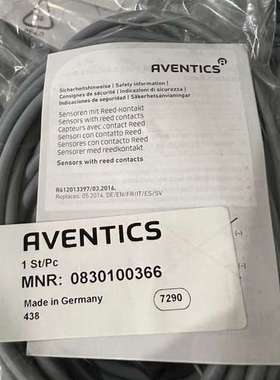 AVENTICS
Sicherheitshinweise | Safety information |
Consignes de sécurité | Indicazioni di sicurezza |
Indicaciones de seguridad | Säkerhetsanvisningar
Sensoren mit Reed-Kontakt
Sensors with reed contacts
Capteurs avec contact Reed
Sensori con contatto Reed
Sensores con contacto Reed
Sensorer med reedkontakt
Sensors with reed contacts
R412013397/03.2016,
Replaces: 05.2014, DE/EN/FR/IT/ES/SV
AVENTICS
1 St/Pc
MNR: 0830100366
Made in Germany
7290
438